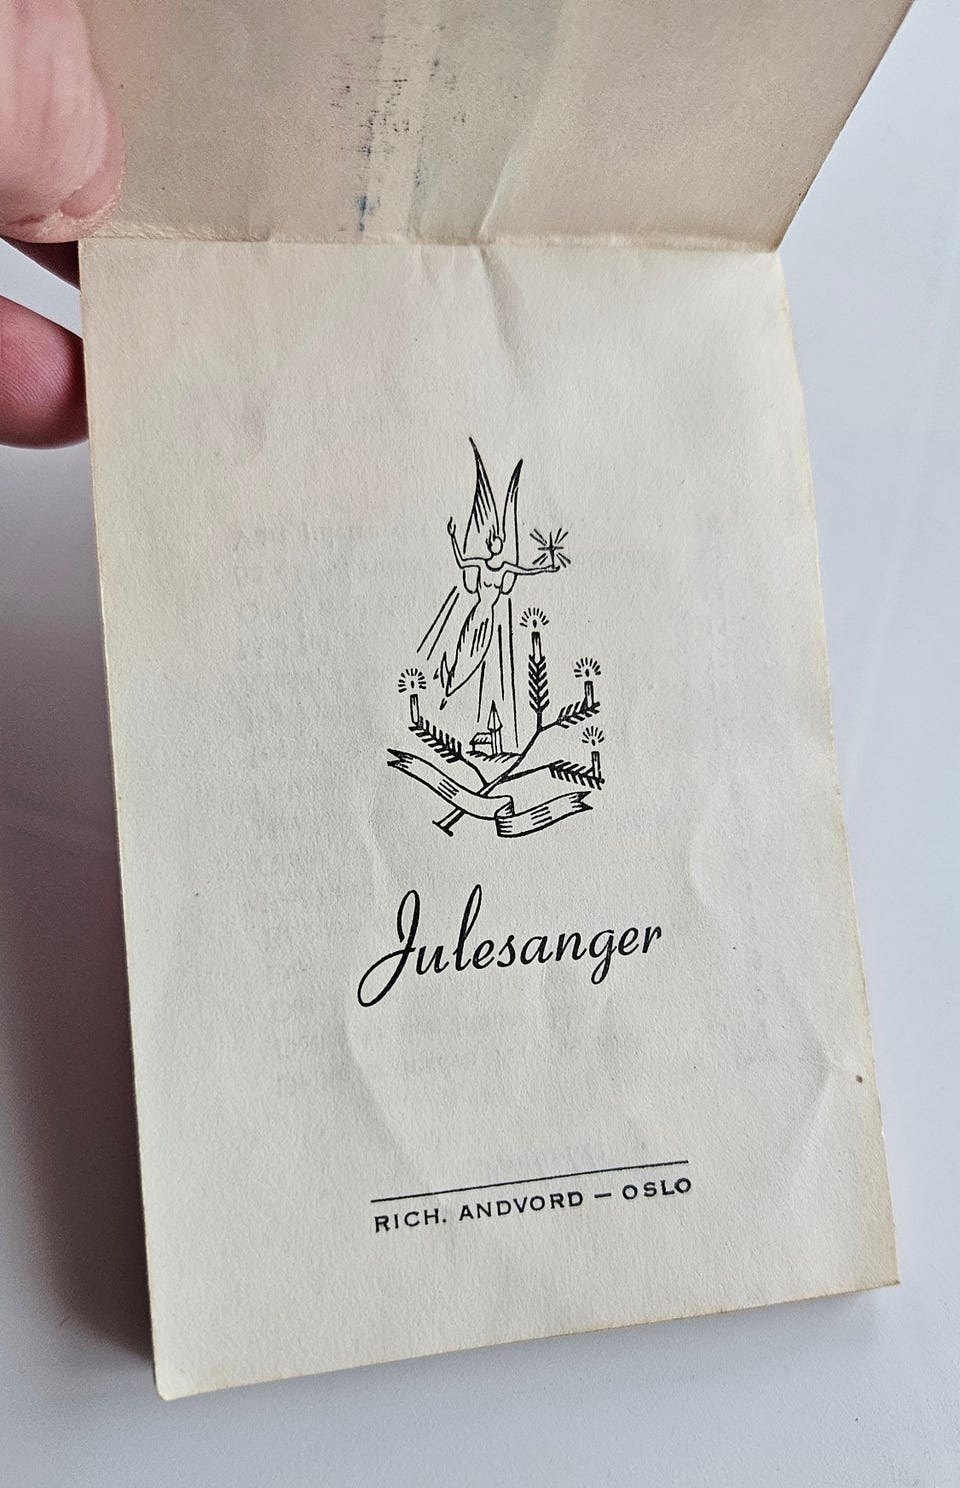 Julesanger
RICH. ANDVORD — OSLO